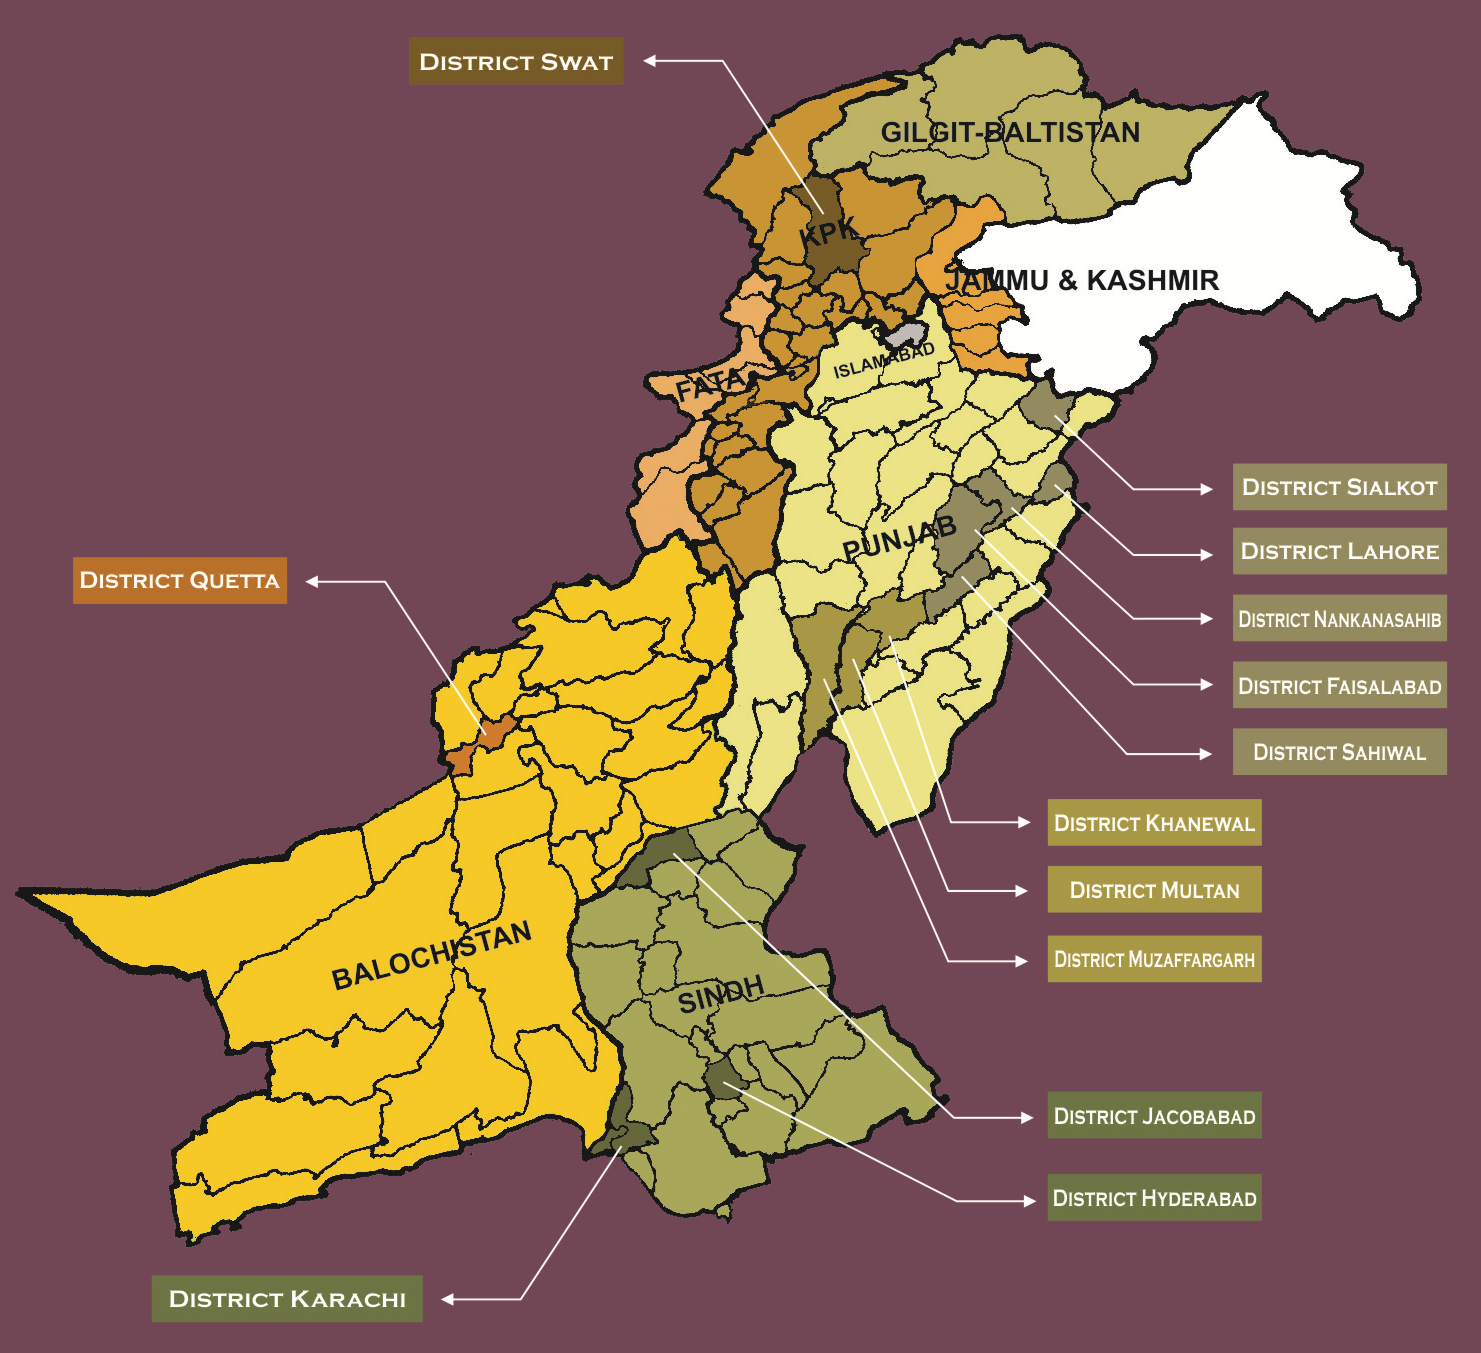 DISTRICT SWAT
GILGIT-BALTISTAN
KPK
JAMMU & KASHMIR
ISLAMABAD
FATA
DISTRICT SIALKOT
PUNJAB
DISTRICT LAHORE
DISTRICT QUETTA
DISTRICT NANKANASAHIB
DISTRICT FAISALABAD
DISTRICT SAHIWAL
DISTRICT KHANEWAL
DISTRICT MULTAN
BALOCHISTAN
DISTRICT MUZAFFARGARH
SINDH
DISTRICT JACOBABAD
DISTRICT HYDERABAD
DISTRICT KARACHI